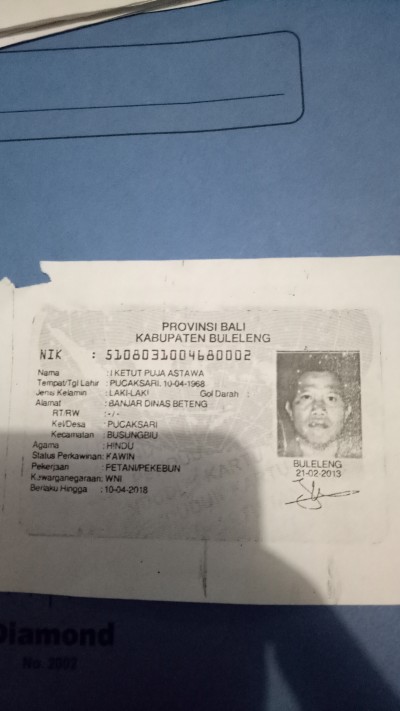 PROVINSI BALI
KABUPATEN BULELENG
NIK : 5108031004680002
Nama : I KETUT PUJA ASTAWA
Tempat/Tgl Lahir : PUCAKSARI, 10-04-1968
Jenis Kelamin : LAKI-LAKI Gol Darah :
Alamat : BANJAR DINAS BETENG
RT/RW : -/-
Kel/Desa : PUCAKSARI
Kecamatan : BUSUNGBIU
Agama : HINDU
Status Perkawinan: KAWIN
Pekerjaan : PETANI/PEKEBUN
Kewarganegaraan: WNI
Berlaku Hingga : 10-04-2018
BULELENG
21-02-2013
Diamond